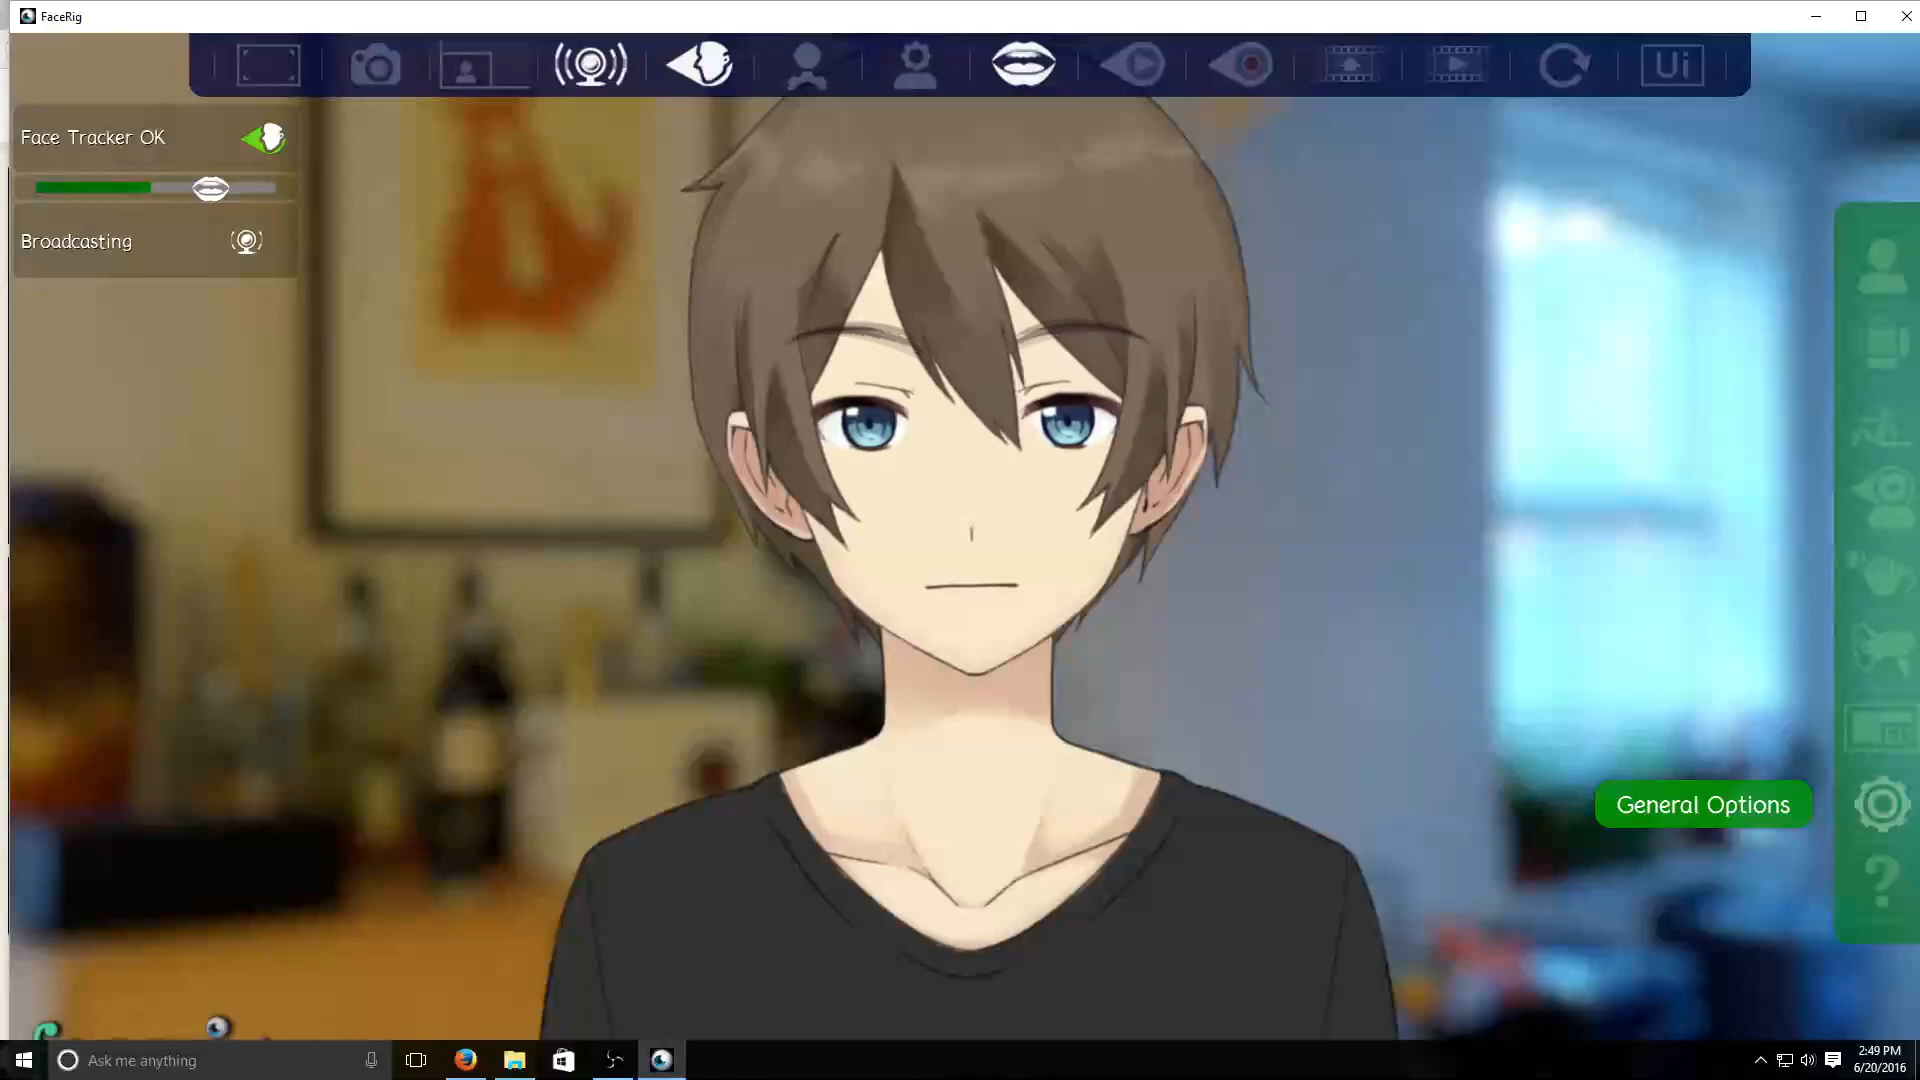 FaceRig
Ui
Face Tracker OK
Broadcasting
General Options
?
Ask me anything
2:49 PM
6/20/2016